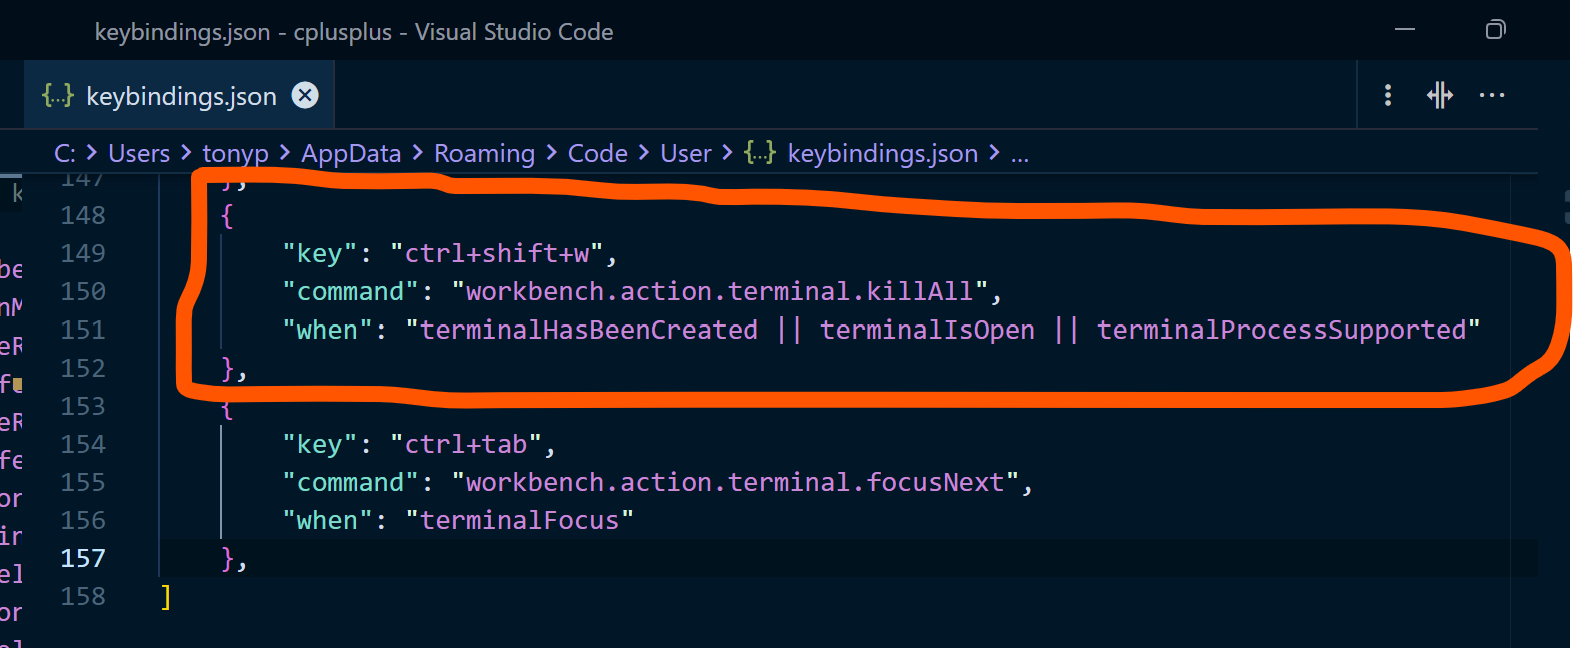 keybindings.json - cplusplus - Visual Studio Code
{..} keybindings.json
C: > Users > tonyp > AppData > Roaming > Code > User > {..} keybindings.json > ...
147 },
148 {
149 "key": "ctrl+shift+w",
150 "command": "workbench.action.terminal.killAll",
151 "when": "terminalHasBeenCreated || terminalIsOpen || terminalProcessSupported"
152 },
153 {
154 "key": "ctrl+tab",
155 "command": "workbench.action.terminal.focusNext",
156 "when": "terminalFocus"
157 },
158 ]